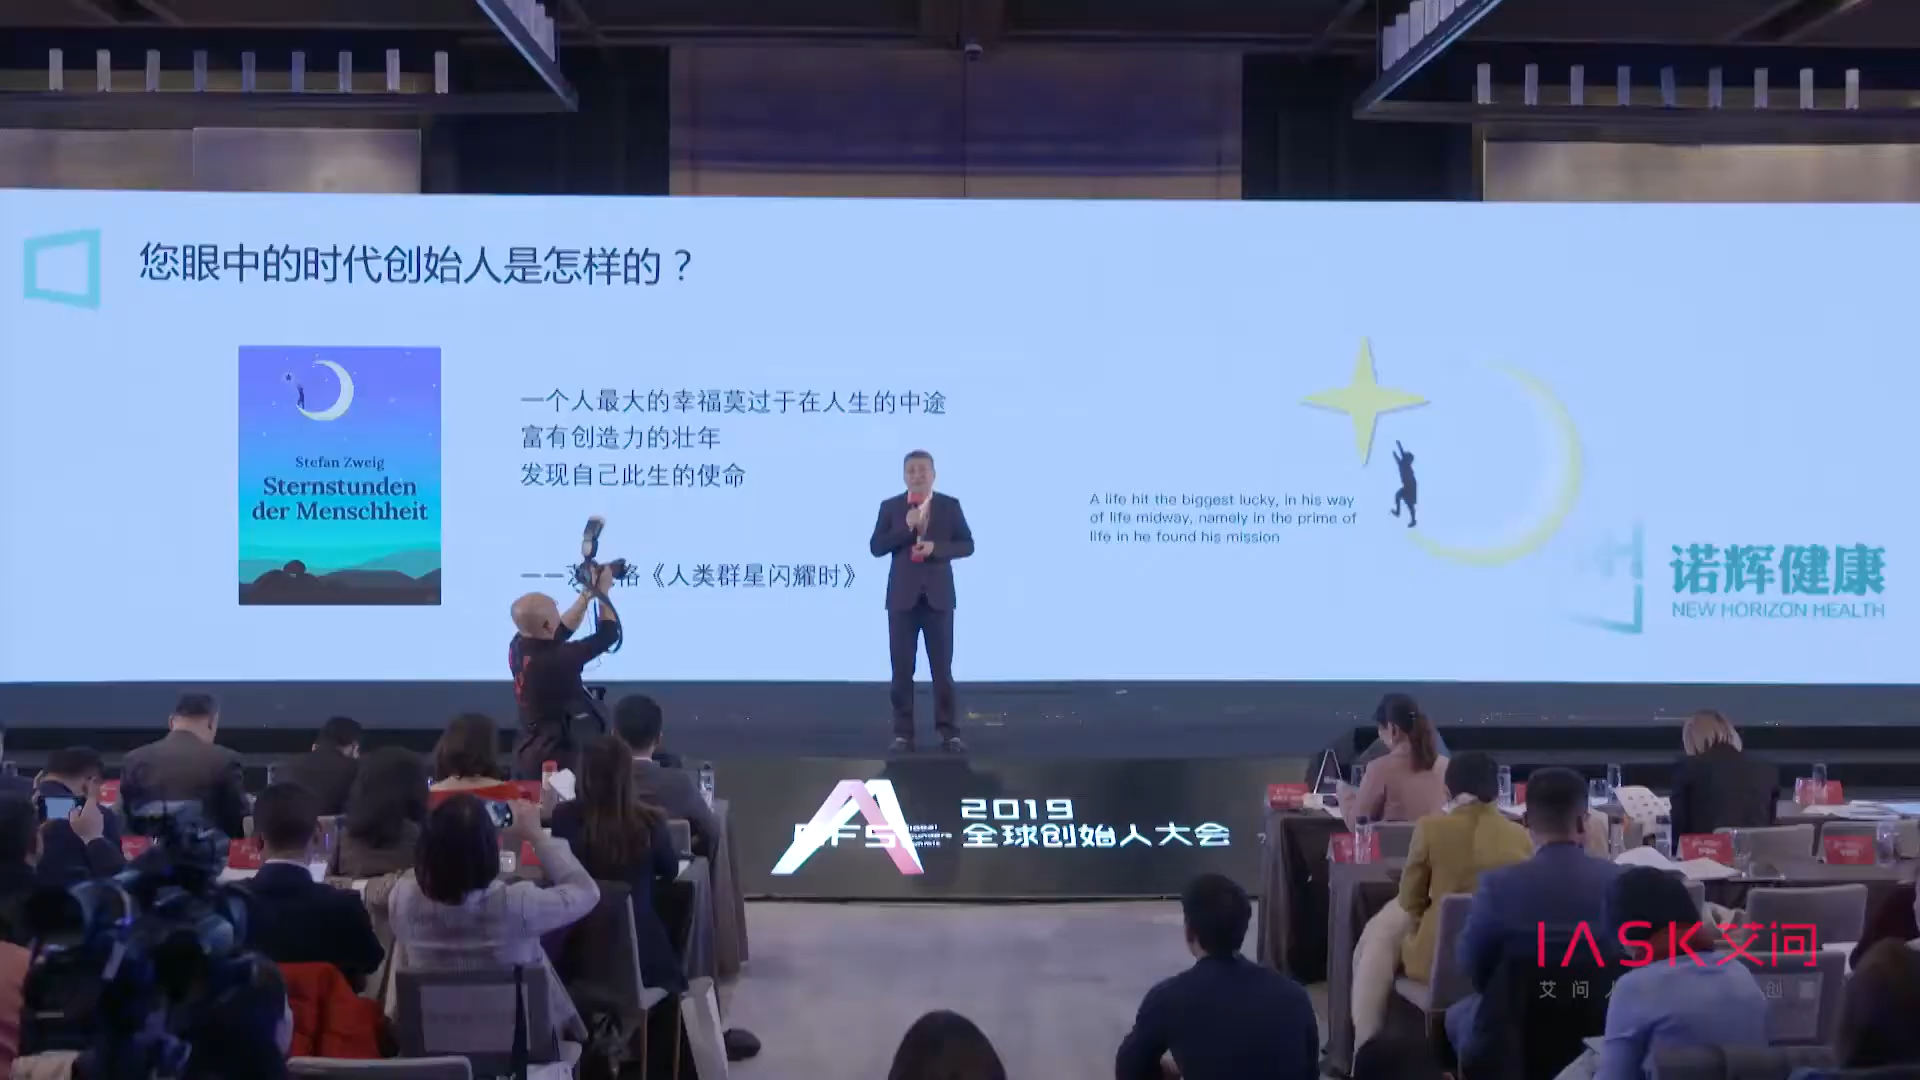 您眼中的时代创始人是怎样的？
Stefan Zweig
Sternstunden
der Menschheit
一个人最大的幸福莫过于在人生的中途
富有创造力的壮年
发现自己此生的使命
格《人类群星闪耀时》
A life hit the biggest lucky, in his way
of life midway, namely in the prime of
life in he found his mission
诺辉健康
NEW HORIZON HEALTH
2019
全球创始人大会
IASK艾问
艾问人
创